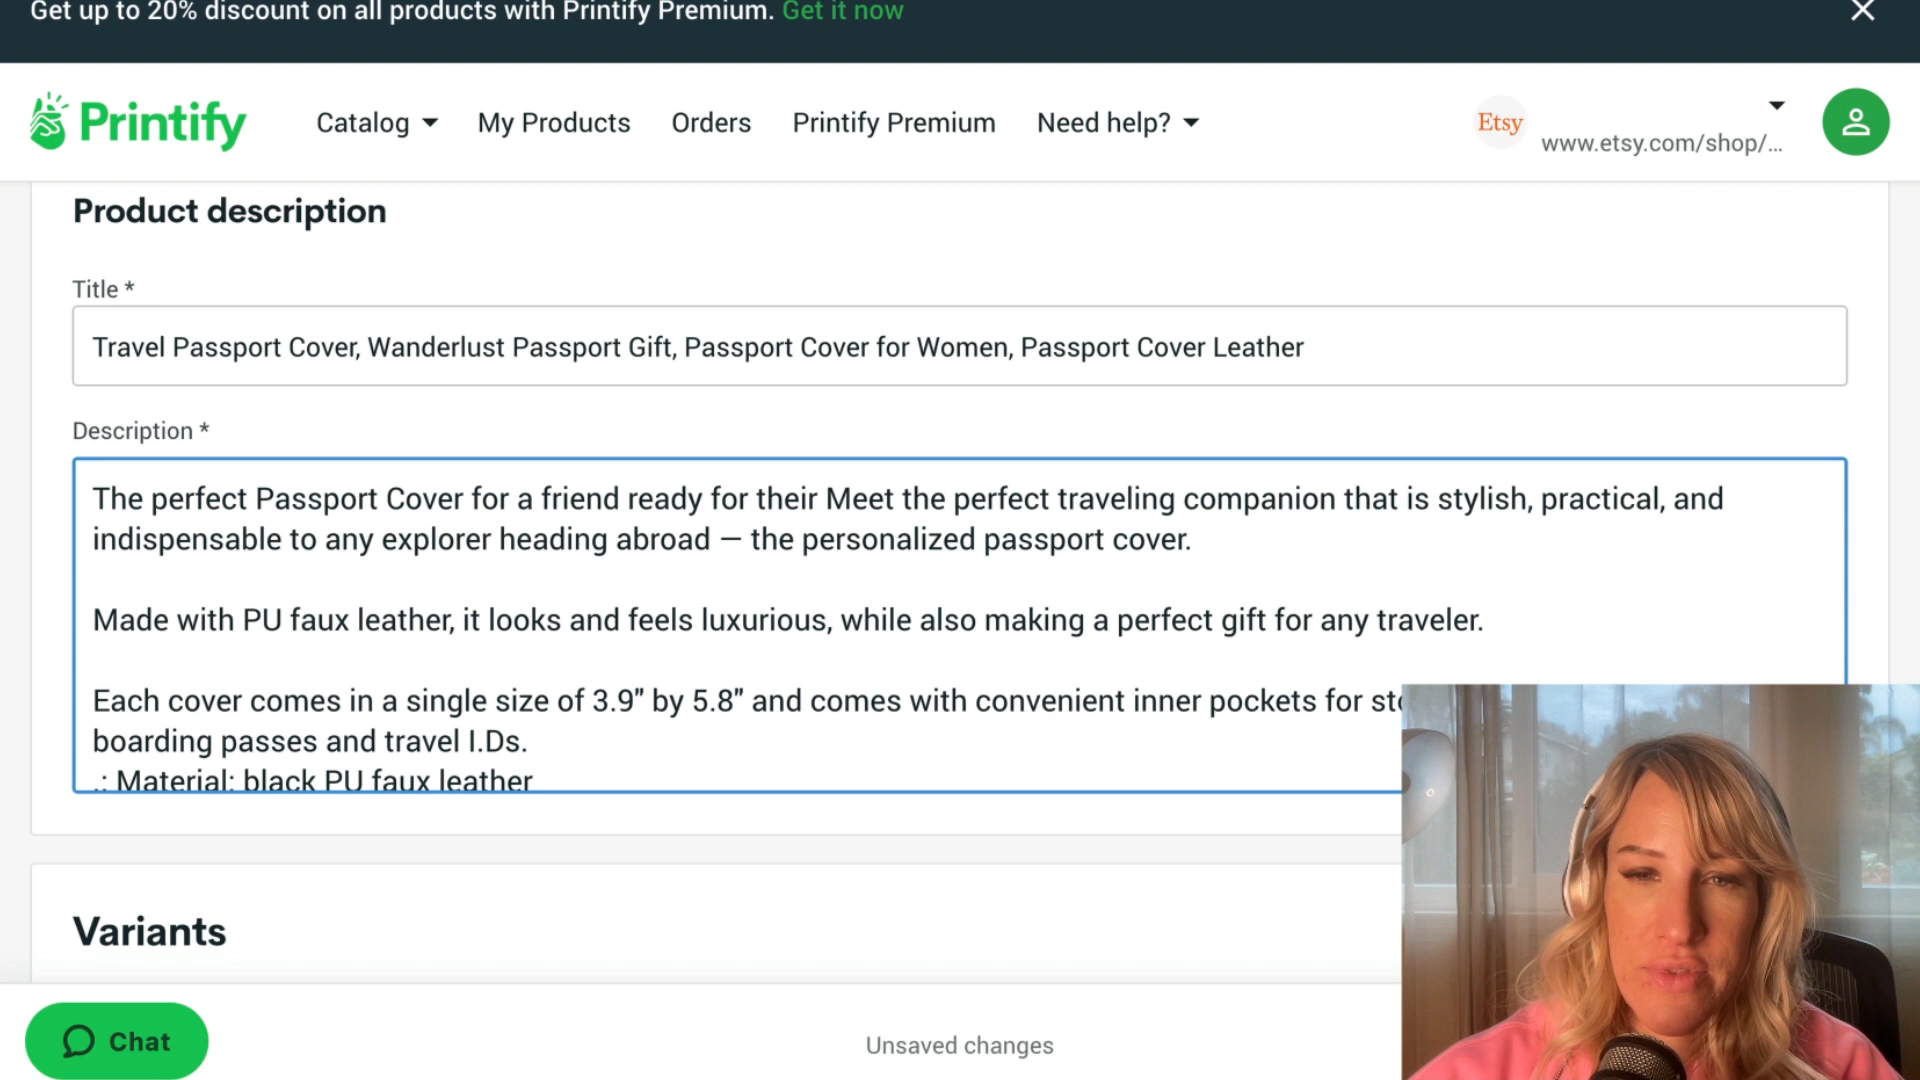 Get up to 20% discount on all products with Printify Premium. Get it now
Printify Catalog My Products Orders Printify Premium Need help? Etsy www.etsy.com/shop/...
Product description
Title *
Travel Passport Cover, Wanderlust Passport Gift, Passport Cover for Women, Passport Cover Leather
Description *
The perfect Passport Cover for a friend ready for their Meet the perfect traveling companion that is stylish, practical, and
indispensable to any explorer heading abroad — the personalized passport cover.
Made with PU faux leather, it looks and feels luxurious, while also making a perfect gift for any traveler.
Each cover comes in a single size of 3.9" by 5.8" and comes with convenient inner pockets for
boarding passes and travel I.Ds.
.: Material: black PU faux leather
Variants
Chat
Unsaved changes